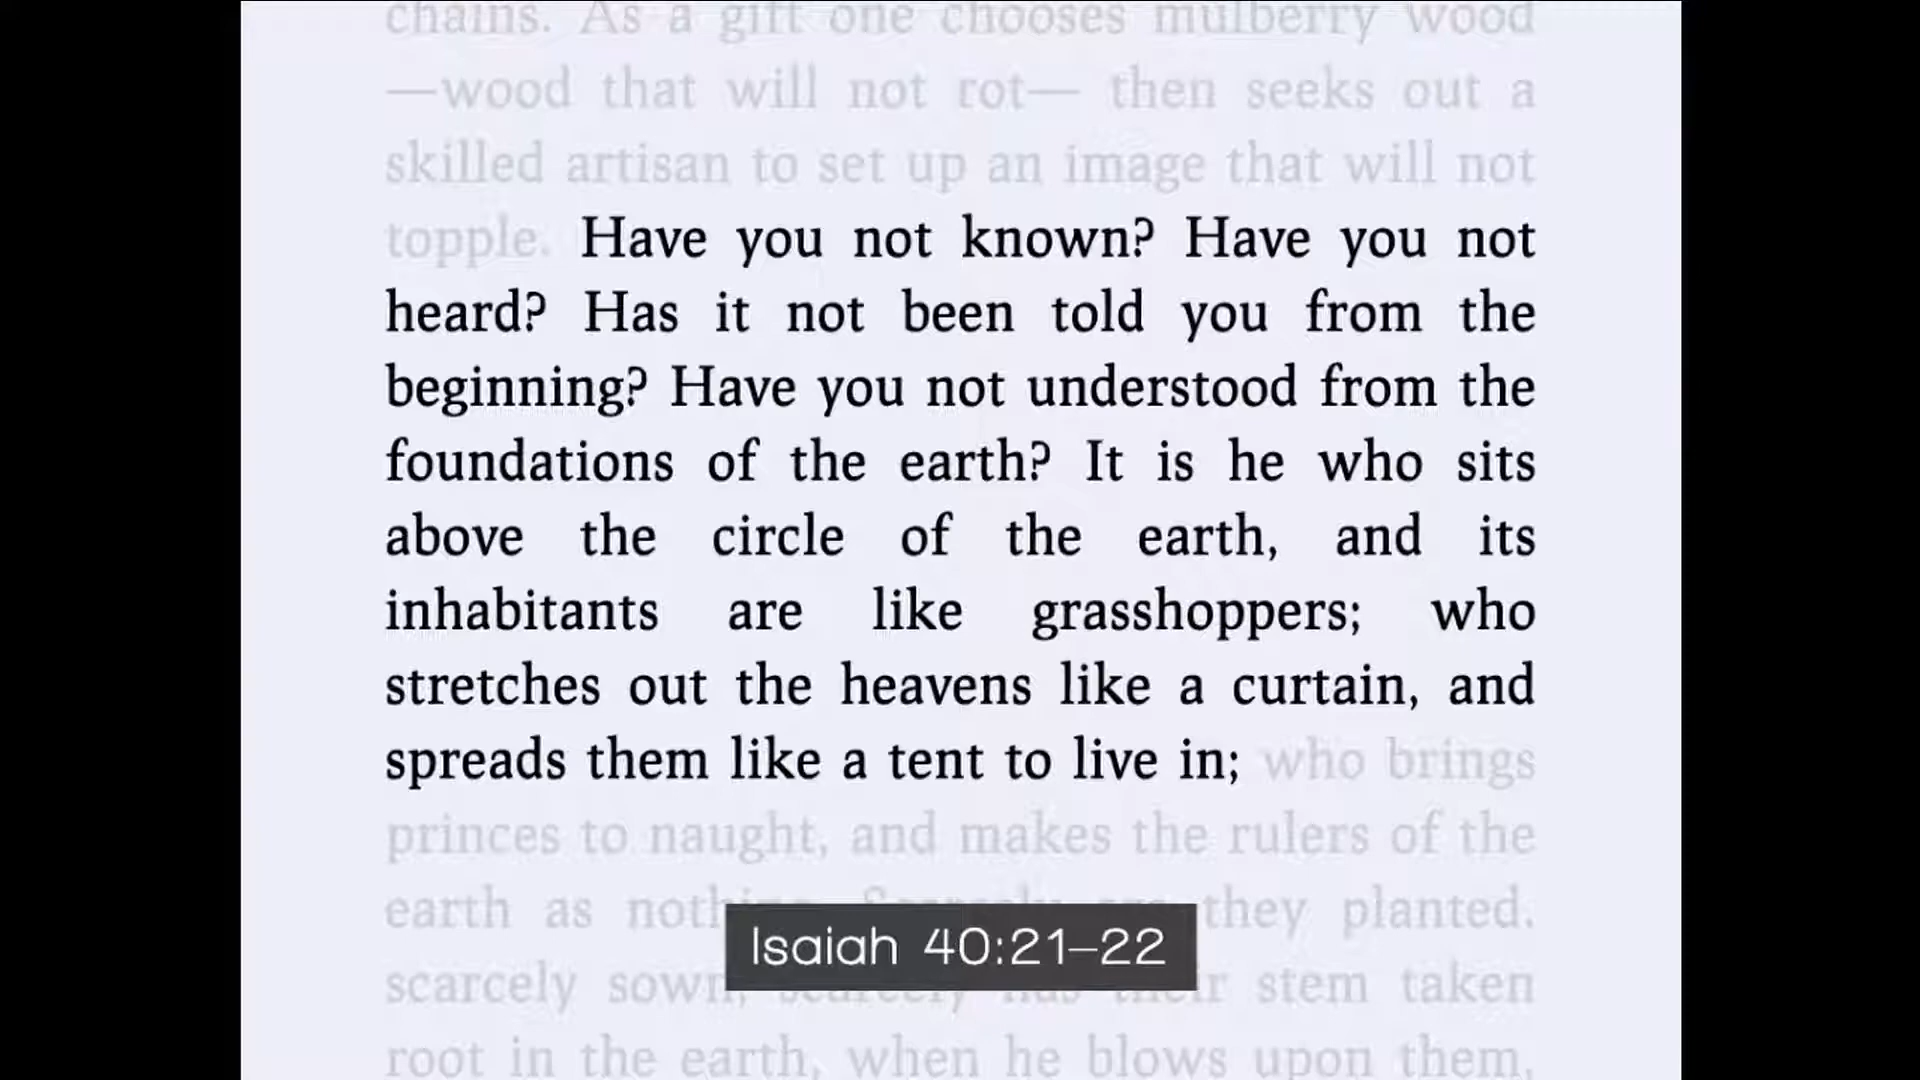 chains. As a gift one chooses mulberry wood
—wood that will not rot— then seeks out a
skilled artisan to set up an image that will not
topple. Have you not known? Have you not
heard? Has it not been told you from the
beginning? Have you not understood from the
foundations of the earth? It is he who sits
above the circle of the earth, and its
inhabitants are like grasshoppers; who
stretches out the heavens like a curtain, and
spreads them like a tent to live in; who brings
princes to naught, and makes the rulers of the
earth as nothing. Scarcely are they planted.
Isaiah 40:21–22
scarcely sown, scarcely has their stem taken
root in the earth, when he blows upon them,